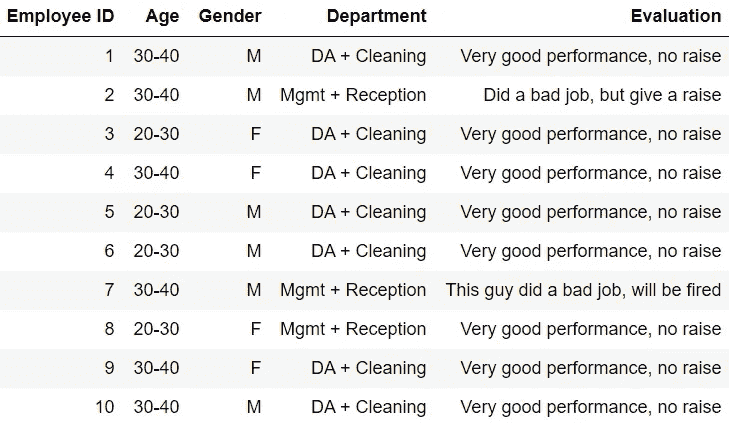 Employee ID Age Gender Department Evaluation
1 30-40 M DA + Cleaning Very good performance, no raise
2 30-40 M Mgmt + Reception Did a bad job, but give a raise
3 20-30 F DA + Cleaning Very good performance, no raise
4 30-40 F DA + Cleaning Very good performance, no raise
5 20-30 M DA + Cleaning Very good performance, no raise
6 20-30 M DA + Cleaning Very good performance, no raise
7 30-40 M Mgmt + Reception This guy did a bad job, will be fired
8 20-30 F Mgmt + Reception Very good performance, no raise
9 30-40 F DA + Cleaning Very good performance, no raise
10 30-40 M DA + Cleaning Very good performance, no raise